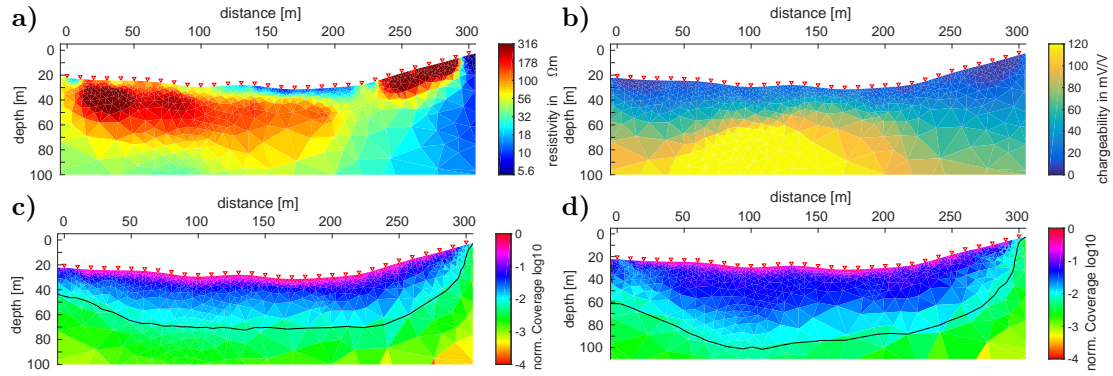 a)
distance [m]
0 50 100 150 200 250 300
depth [m]
0
20
40
60
80
100
resistivity in Ωm
316
178
100
56
32
18
10
5.6
b)
distance [m]
0 50 100 150 200 250 300
depth [m]
0
20
40
60
80
100
chargeability in mV/V
120
100
80
60
40
20
0
c)
distance [m]
0 50 100 150 200 250 300
depth [m]
0
20
40
60
80
100
norm. Coverage log10
0
-1
-2
-3
-4
d)
distance [m]
0 50 100 150 200 250 300
depth [m]
0
20
40
60
80
100
norm. Coverage log10
0
-1
-2
-3
-4